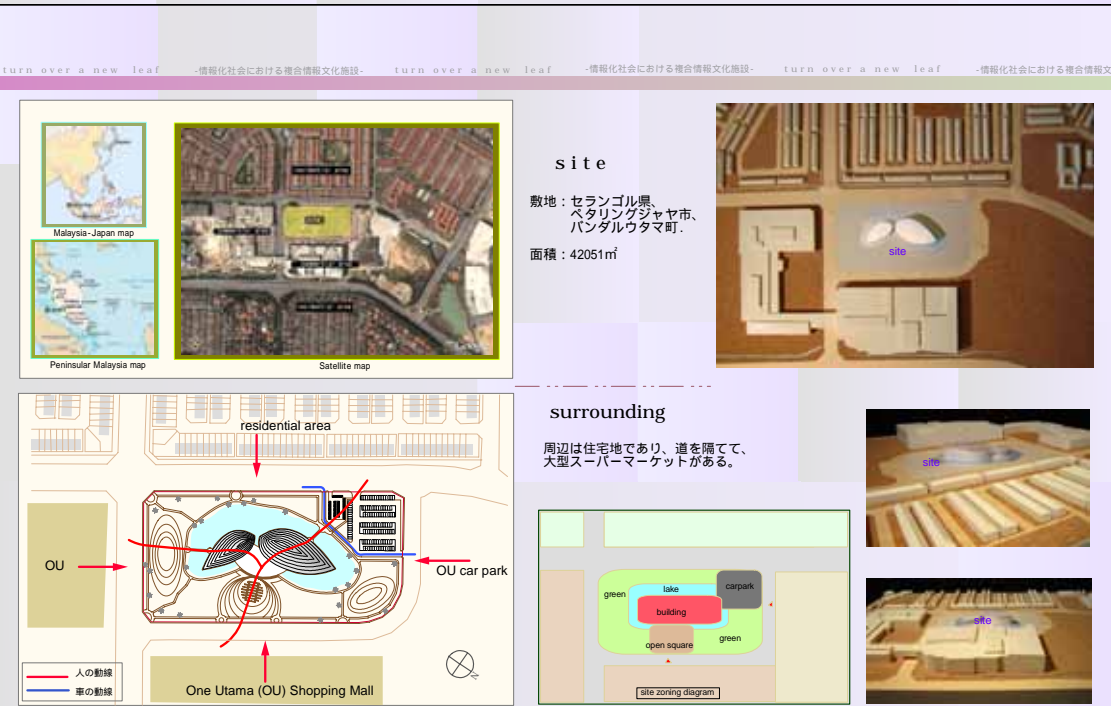 turn over a new leaf -情報化社会における複合情報文化施設- turn over a new leaf -情報化社会における複合情報文化施設- turn over a new leaf -情報化社会における複合情報文
Malaysia-Japan map
Peninsular Malaysia map
Satellite map
site
敷地：セランゴル県、
ペタリングジャヤ市、
バンダルウタマ町.
面積：42051㎡
site
residential area
OU
OU car park
One Utama (OU) Shopping Mall
人の動線
車の動線
surrounding
周辺は住宅地であり、道を隔てて、
大型スーパーマーケットがある。
green
lake
carpark
building
open square
green
site zoning diagram
site
site